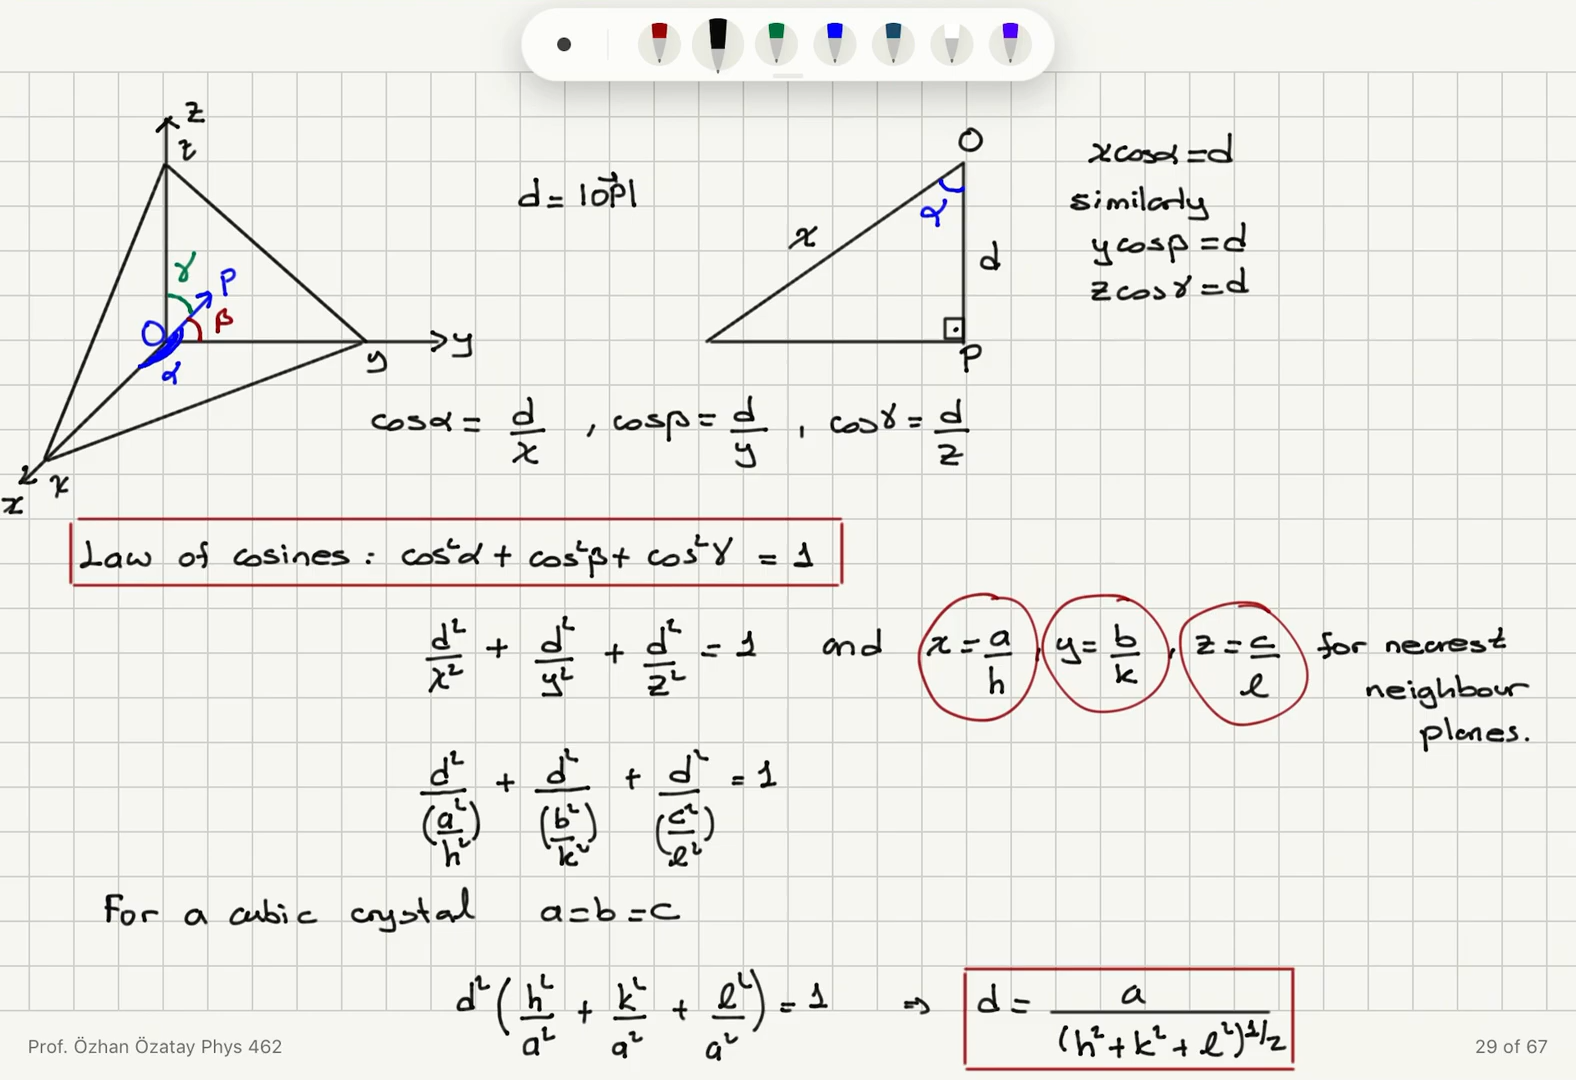 z
z
γ
P
β
O
α
y
y
x
x
d = |OP⃗|
O
α
x
d
P
xcosα = d
similarly
ycosβ = d
zcosγ = d
cosα = d/x , cosβ = d/y , cosγ = d/z
Law of cosines : cos²α + cos²β + cos²γ = 1
d²/x² + d²/y² + d²/z² = 1 and x = a/h , y = b/k , z = c/l for nearest
neighbour
planes.
d²/(a²/h²) + d²/(b²/k²) + d²/(c²/l²) = 1
For a cubic crystal a = b = c
d² (h²/a² + k²/a² + l²/a²) = 1 ⇒ d = a/(h² + k² + l²)^1/2
Prof. Özhan Özatay Phys 462
29 of 67